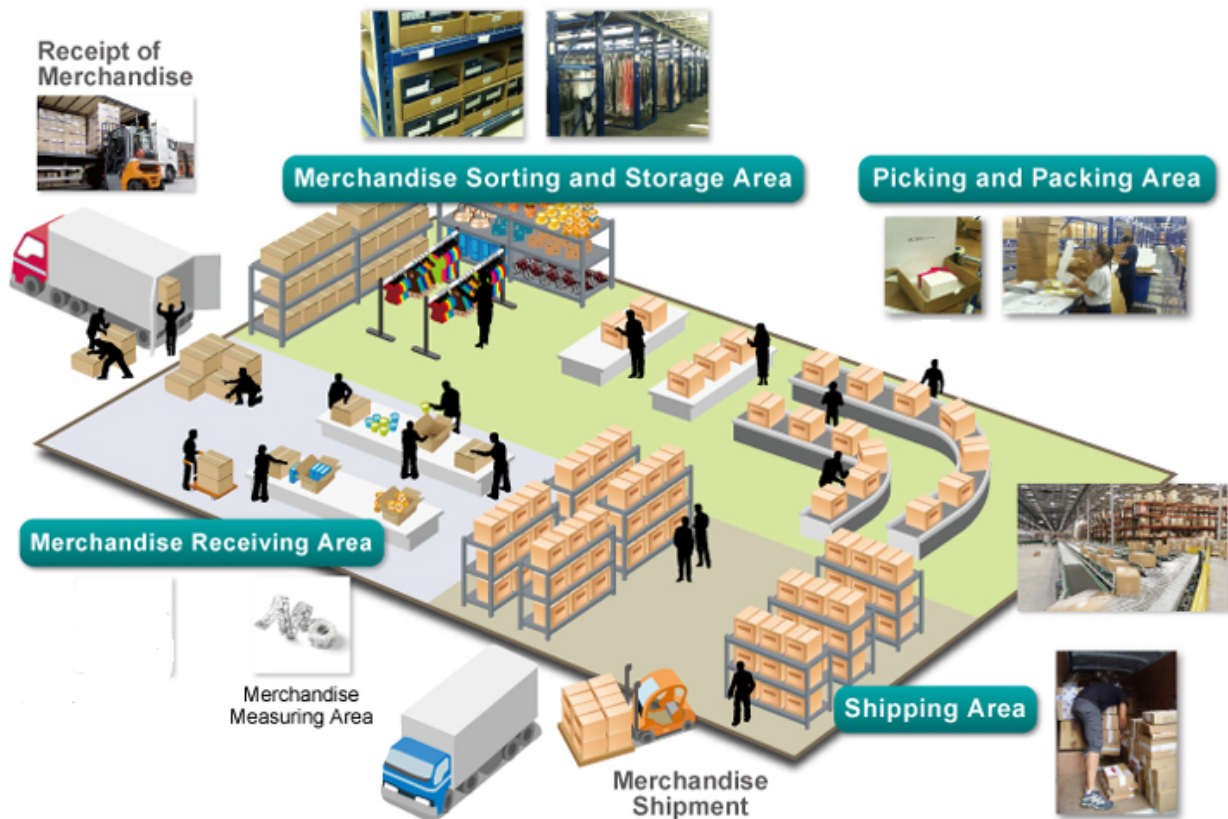 Receipt of
Merchandise
Merchandise Sorting and Storage Area
Picking and Packing Area
Merchandise Receiving Area
Merchandise
Measuring Area
Shipping Area
Merchandise
Shipment